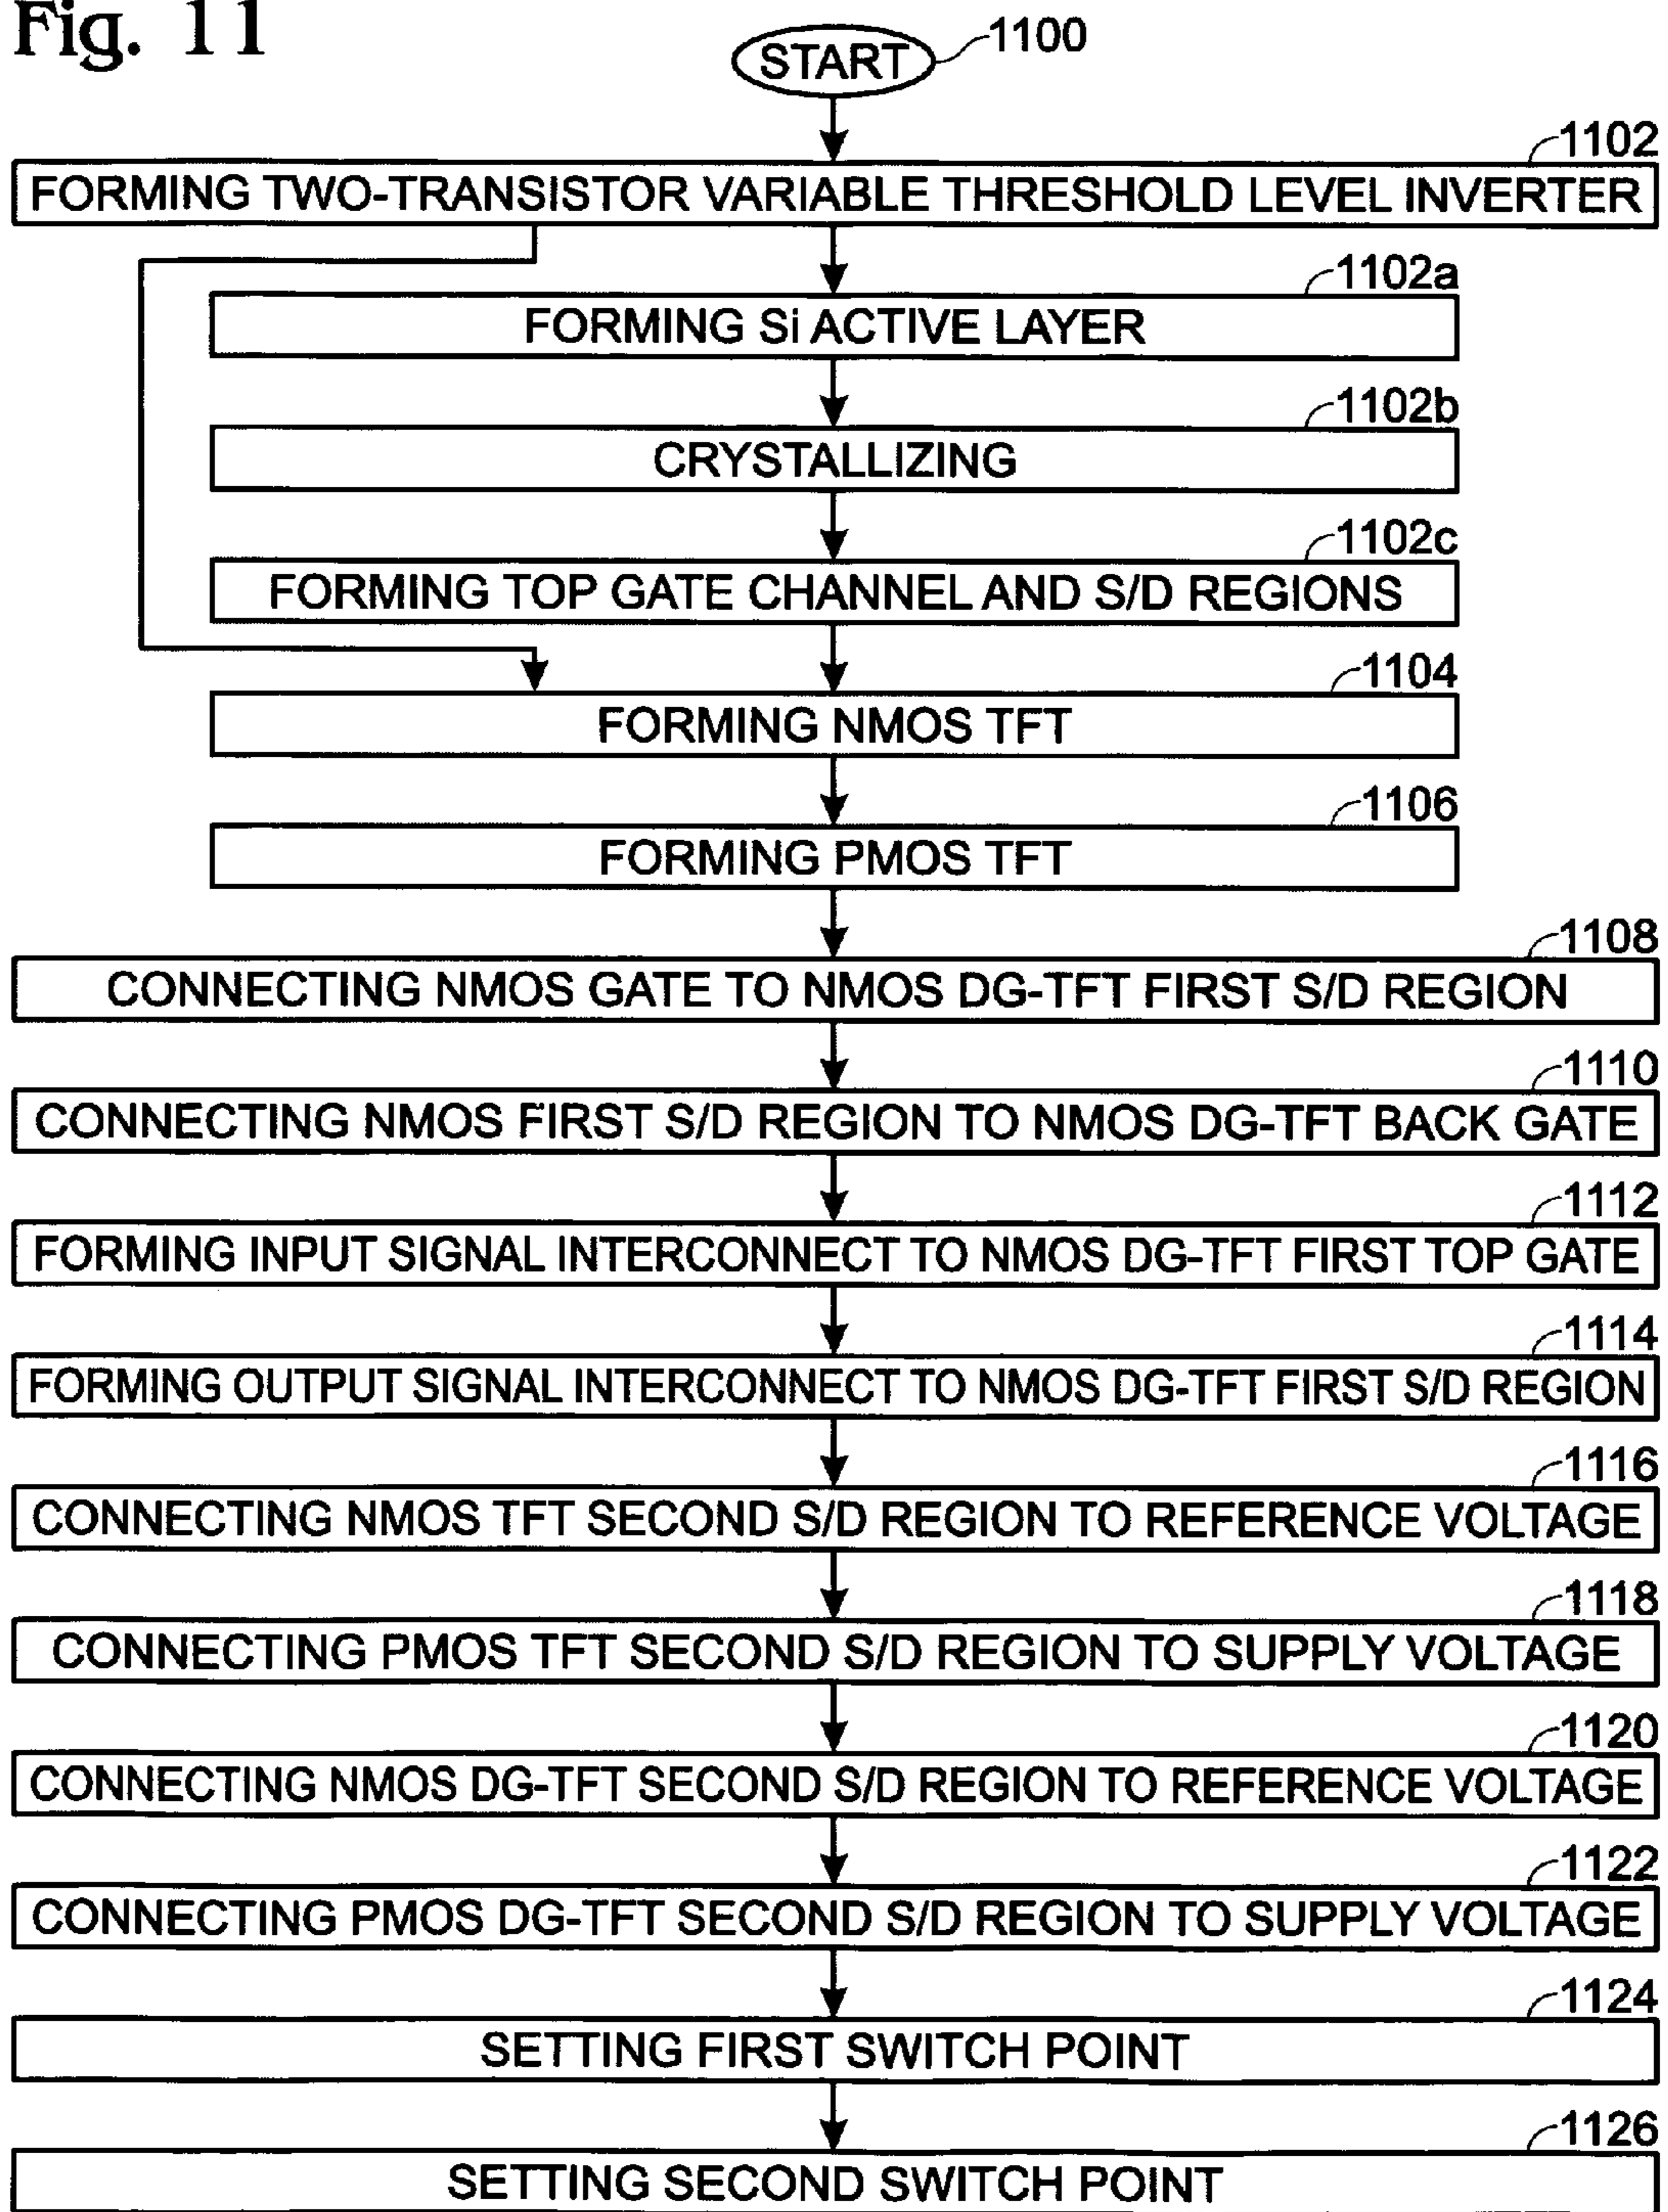 Fig. 11
START
1100
1102
FORMING TWO-TRANSISTOR VARIABLE THRESHOLD LEVEL INVERTER
1102a
FORMING Si ACTIVE LAYER
1102b
CRYSTALLIZING
1102c
FORMING TOP GATE CHANNEL AND S/D REGIONS
1104
FORMING NMOS TFT
1106
FORMING PMOS TFT
1108
CONNECTING NMOS GATE TO NMOS DG-TFT FIRST S/D REGION
1110
CONNECTING NMOS FIRST S/D REGION TO NMOS DG-TFT BACK GATE
1112
FORMING INPUT SIGNAL INTERCONNECT TO NMOS DG-TFT FIRST TOP GATE
1114
FORMING OUTPUT SIGNAL INTERCONNECT TO NMOS DG-TFT FIRST S/D REGION
1116
CONNECTING NMOS TFT SECOND S/D REGION TO REFERENCE VOLTAGE
1118
CONNECTING PMOS TFT SECOND S/D REGION TO SUPPLY VOLTAGE
1120
CONNECTING NMOS DG-TFT SECOND S/D REGION TO REFERENCE VOLTAGE
1122
CONNECTING PMOS DG-TFT SECOND S/D REGION TO SUPPLY VOLTAGE
1124
SETTING FIRST SWITCH POINT
1126
SETTING SECOND SWITCH POINT